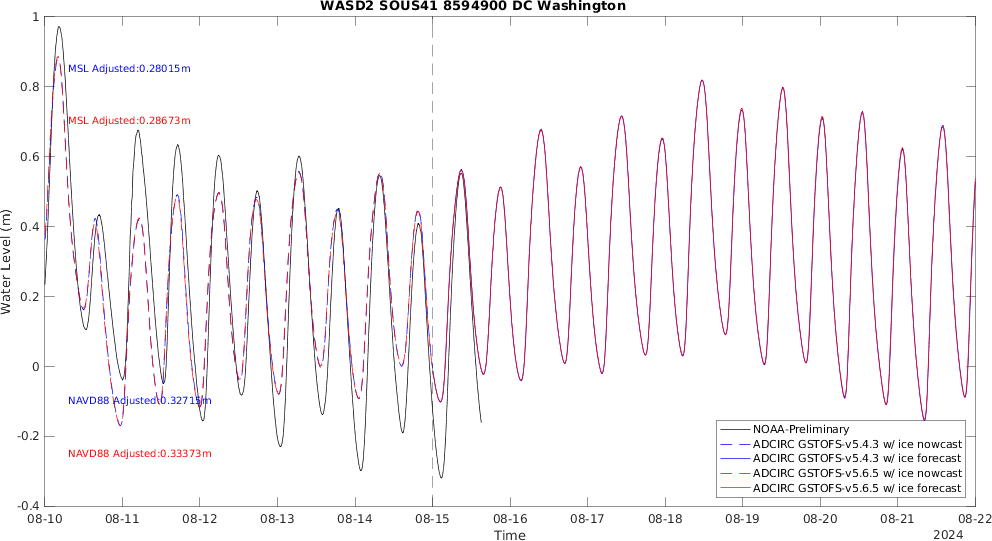 WASD2 SOUS41 8594900 DC Washington
1
0.8
0.6
0.4
0.2
0
-0.2
-0.4
Water Level (m)
MSL Adjusted:0.28015m
MSL Adjusted:0.28673m
NAVD88 Adjusted:0.32715m
NAVD88 Adjusted:0.33373m
NOAA-Preliminary
ADCIRC GSTOFS-v5.4.3 w/ ice nowcast
ADCIRC GSTOFS-v5.4.3 w/ ice forecast
ADCIRC GSTOFS-v5.6.5 w/ ice nowcast
ADCIRC GSTOFS-v5.6.5 w/ ice forecast
08-10 08-11 08-12 08-13 08-14 08-15 08-16 08-17 08-18 08-19 08-20 08-21 08-22
Time
2024